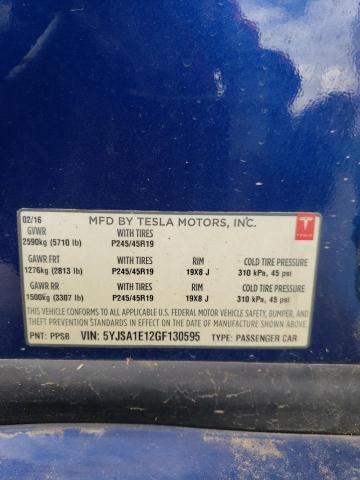 02/16 MFD BY TESLA MOTORS, INC.
GVWR WITH TIRES
2590kg (5710 lb) P245/45R19
GAWR FRT WITH TIRES RIM COLD TIRE PRESSURE
1276kg (2813 lb) P245/45R19 19X8 J 310 kPa, 45 psi
GAWR RR WITH TIRES RIM COLD TIRE PRESSURE
1500kg (3307 lb) P245/45R19 19X8 J 310 kPa, 45 psi
THIS VEHICLE CONFORMS TO ALL APPLICABLE FEDERAL MOTOR VEHICLE SAFETY, BUMPER, AND
THEFT PREVENTION STANDARDS IN EFFECT ON THE DATE OF MANUFACTURE SHOWN ABOVE.
PNT: PPSB VIN: 5YJSA1E12GF130595 TYPE: PASSENGER CAR
TESLA